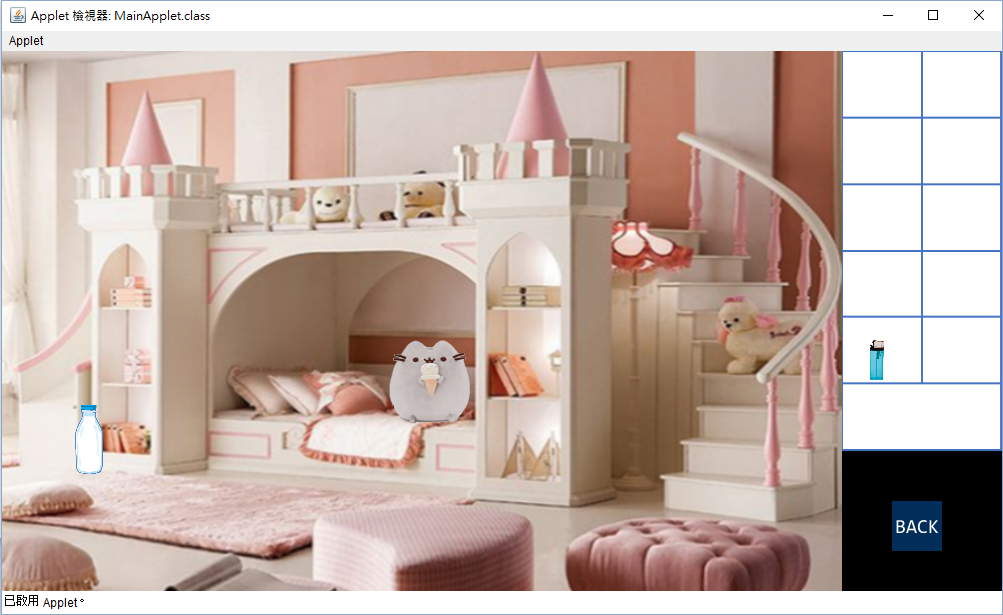 Applet 檢視器: MainApplet.class
Applet
BACK
已啟用 Applet。